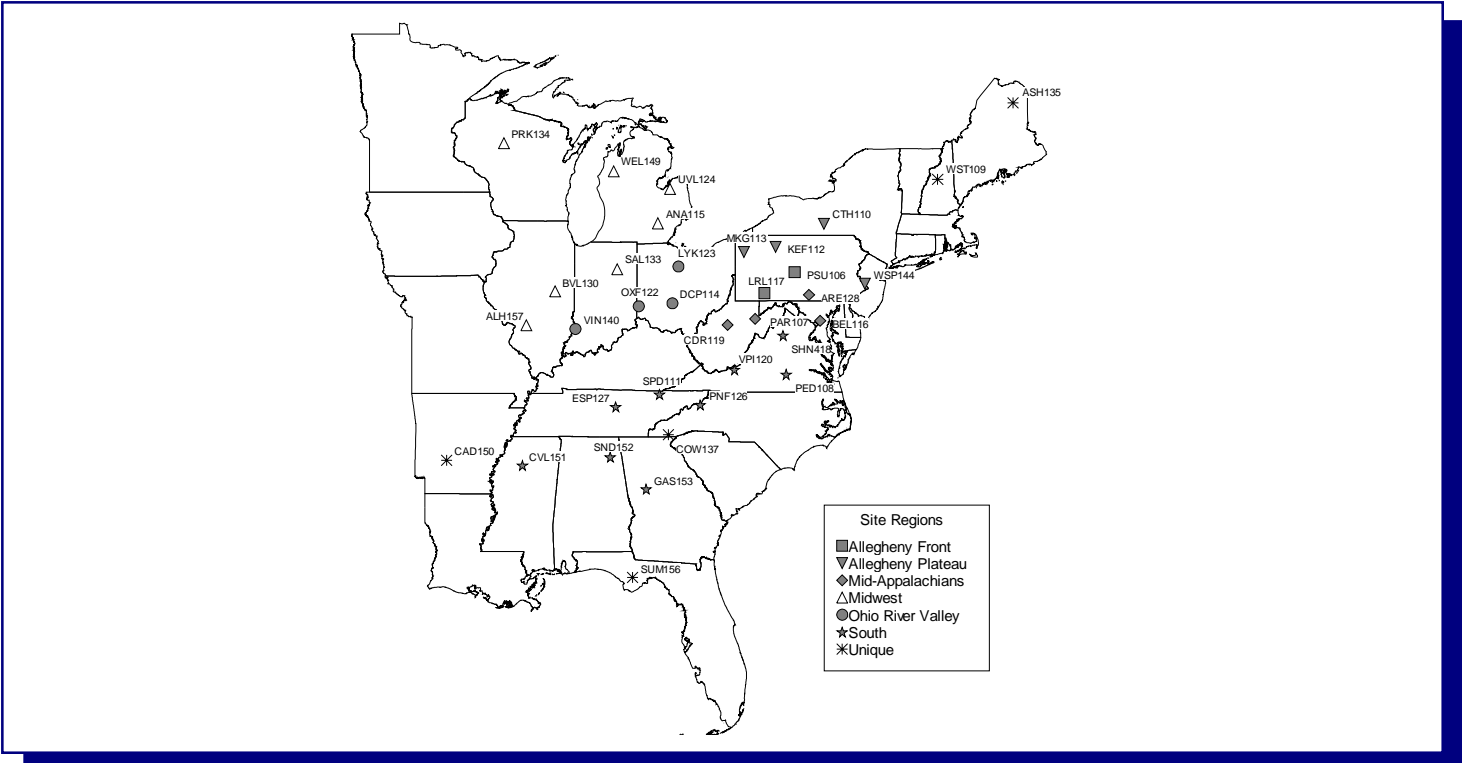 ASH135
PRK134
WEL149
WST109
UVL124
ANA115
CTH110
MKG113
KEF112
LYK123
SAL133
PSU106
WSP144
LRL117
BVL130
OXF122
DCP114
ARE128
ALH157
VIN140
PAR107
BEL116
CDR119
SHN418
VPI120
SPD111
PED108
ESP127
PNF126
SND152
COW137
CAD150
CVL151
GAS153
SUM156
Site Regions
Allegheny Front
Allegheny Plateau
Mid-Appalachians
Midwest
Ohio River Valley
South
Unique